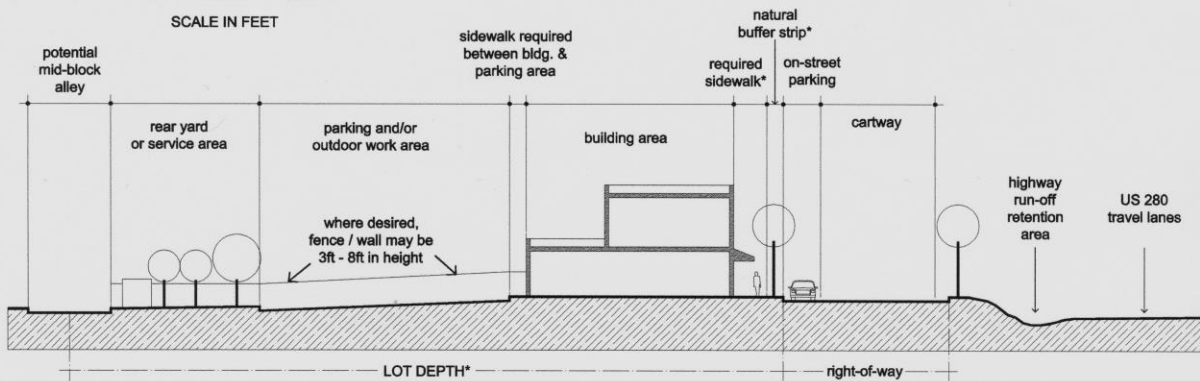 SCALE IN FEET
potential
mid-block
alley
sidewalk required
between bldg. &
parking area
natural
buffer strip*
required
sidewalk*
on-street
parking
rear yard
or service area
parking and/or
outdoor work area
building area
cartway
where desired,
fence / wall may be
3ft - 8ft in height
highway
run-off
retention
area
US 280
travel lanes
LOT DEPTH*
right-of-way